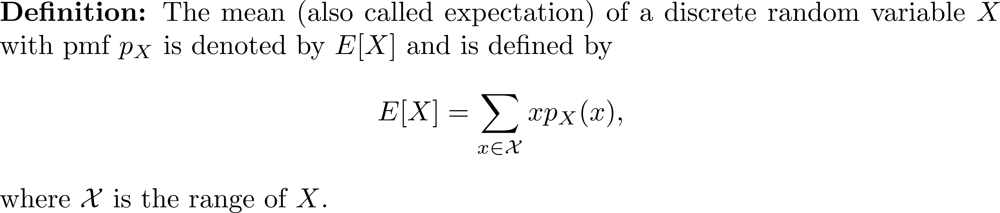 Definition: The mean (also called expectation) of a discrete random variable $X$
with pmf $p_X$ is denoted by $E[X]$ and is defined by
$E[X] = \sum_{x \in \mathcal{X}} x p_X(x),$
where $\mathcal{X}$ is the range of $X$.